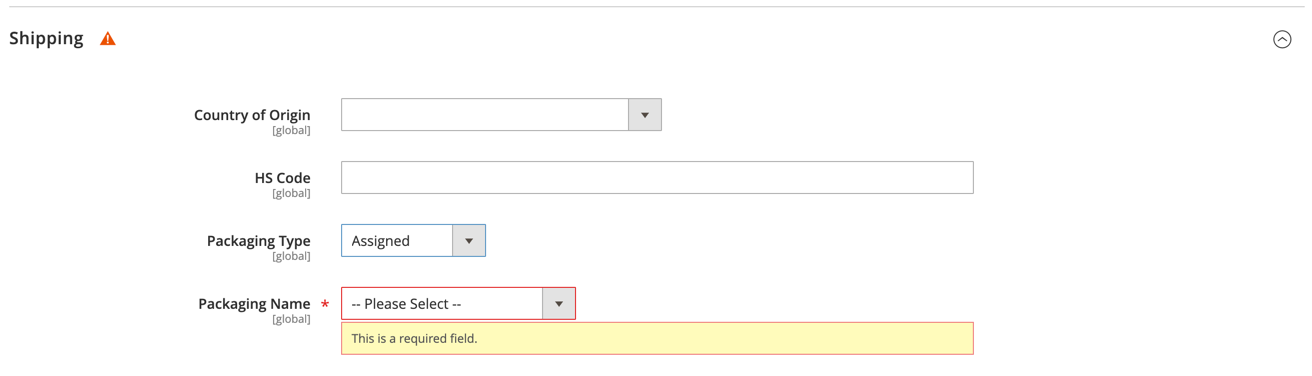 Shipping
Country of Origin
[global]
HS Code
[global]
Packaging Type
[global]
Assigned
Packaging Name *
[global]
-- Please Select --
This is a required field.